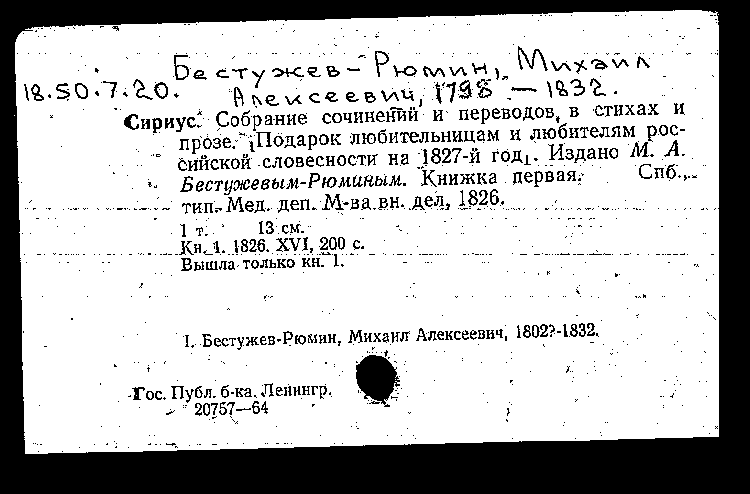 Бестужев-Рюмин, Михаил
18.50.7.20. Алексеевич, 1798 — 1832.
Сириус. Собрание сочинений и переводов, в стихах и
прозе. Подарок любительницам и любителям рос-
сийской словесности на 1827-й год. Издано М. А.
Бестужевым-Рюминым. Книжка первая. Спб.,
тип. Мед. деп. М-ва вн. дел, 1826.
1 т. 13 см.
Кн. 1. 1826. XVI, 200 с.
Вышла только кн. 1.
I. Бестужев-Рюмин, Михаил Алексеевич, 1802?-1832.
Гос. Публ. б-ка. Ленингр.
20757—64